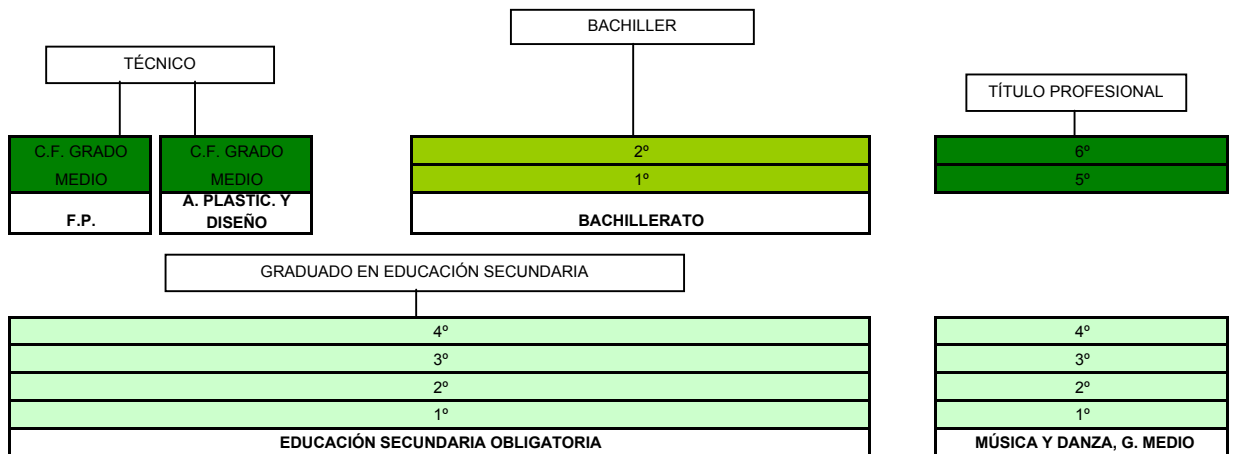 BACHILLER
TÉCNICO
TÍTULO PROFESIONAL
C.F. GRADO
MEDIO
F.P.
C.F. GRADO
MEDIO
A. PLASTIC. Y
DISEÑO
2º
1º
BACHILLERATO
6º
5º
GRADUADO EN EDUCACIÓN SECUNDARIA
4º
3º
2º
1º
EDUCACIÓN SECUNDARIA OBLIGATORIA
4º
3º
2º
1º
MÚSICA Y DANZA, G. MEDIO